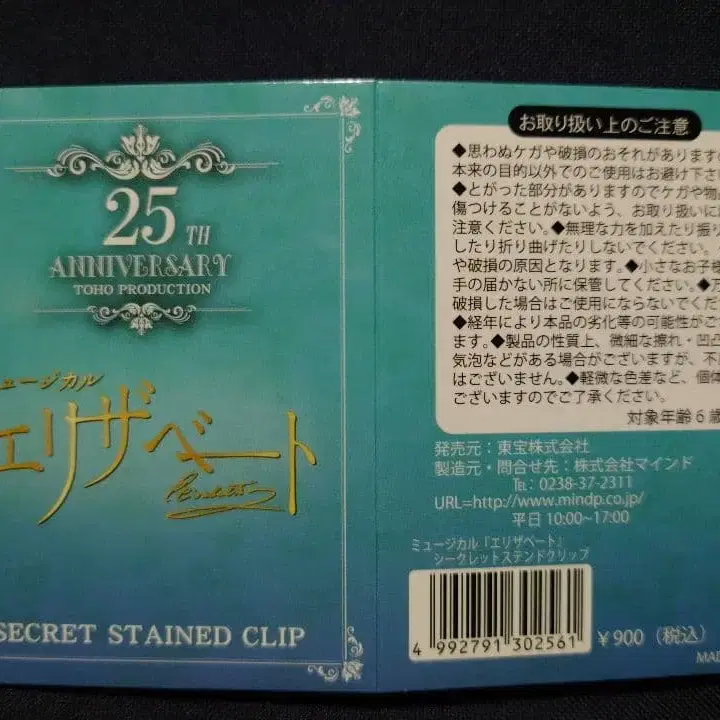 25TH
ANNIVERSARY
TOHO PRODUCTION
ュージカル
エリザベート
SECRET STAINED CLIP
お取り扱い上のご注意
◆思わぬケガや破損のおそれがありますの
本来の目的以外でのご使用はお避け下さい
◆とがった部分がありますのでケガや物品
傷つけることがないよう、お取り扱いに
注意ください。◆無理な力を加えたり振り
したり折り曲げたりしないでください。
や破損の原因となります。◆小さなお子様
手の届かない所に保管してください。◆万
破損した場合はご使用にならないでくだ
◆経年により本品の劣化等の可能性がご
ます。◆製品の性質上、微細な擦れ・凹凸
気泡などがある場合がございますが、不
はございません。◆軽微な色差など、個体
ございますのでご了承ください。
対象年齢6歳
発売元：東宝株式会社
製造元・問合せ先：株式会社マインド
TEL：0238-37-2311
URL=http://www.mindp.co.jp/
平日 10:00~17:00
ミュージカル『エリザベート』
シークレットステンドクリップ
4 992791 302561
¥900（税込）
MAD